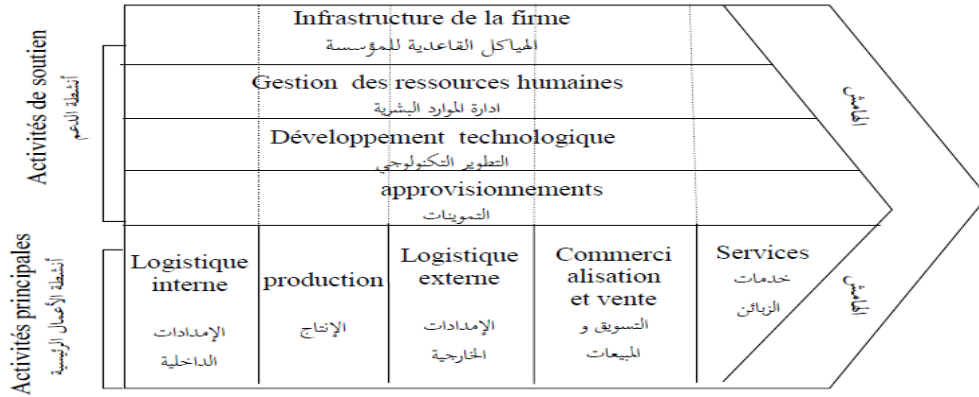 Activités de soutien
أنشطة الدعم
Infrastructure de la firme
الهياكل القاعدية للمؤسسة
Gestion des ressources humaines
ادارة الموارد البشرية
Développement technologique
التطوير التكنولوجي
approvisionnements
التموينات
الهامش
Activités principales
أنشطة الأعمال الرئيسية
Logistique
interne
الإمدادات
الداخلية
production
الإنتاج
Logistique
externe
الإمدادات
الخارجية
Commerci
alisation
et vente
التسويق و
المبيعات
Services
خدمات
الزبائن
الهامش